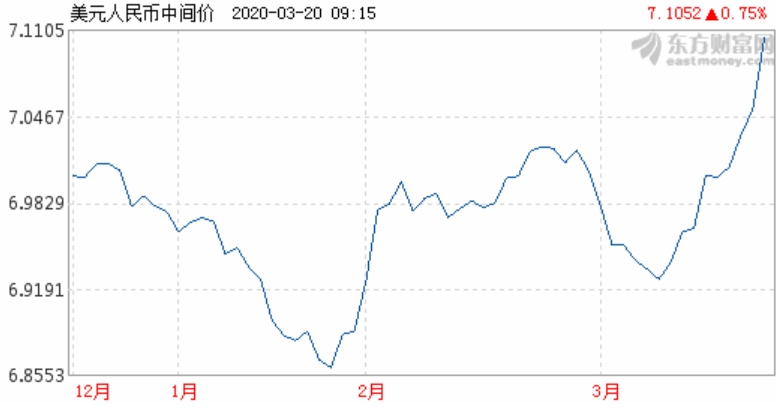 美元人民币中间价 2020-03-20 09:15 7.1052▲0.75%
7.1105
东方财富网
eastmoney.com
7.0467
6.9829
6.9191
6.8553
12月 1月 2月 3月